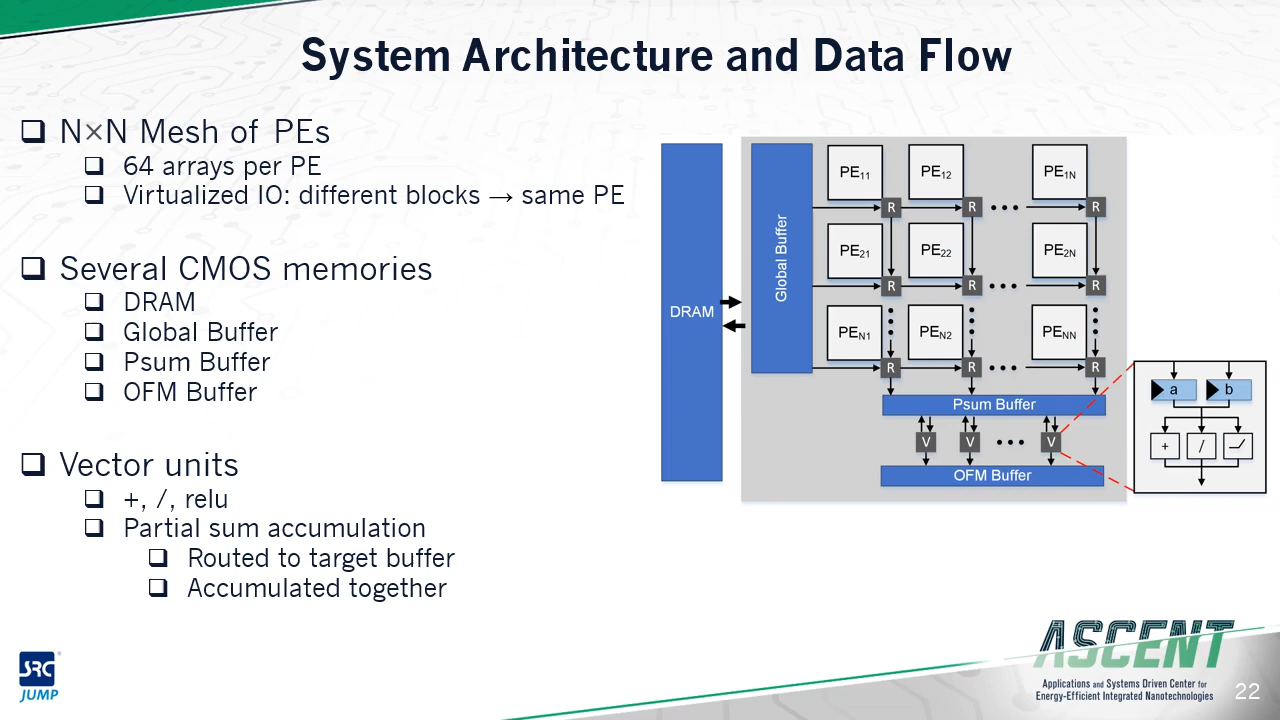 System Architecture and Data Flow
N×N Mesh of PEs
64 arrays per PE
Virtualized IO: different blocks → same PE
Several CMOS memories
DRAM
Global Buffer
Psum Buffer
OFM Buffer
Vector units
+, /, relu
Partial sum accumulation
Routed to target buffer
Accumulated together
DRAM
Global Buffer
PE11 PE12 PE1N
R R ••• R
PE21 PE22 PE2N
R R ••• R
PEN1 PEN2 PENN
R R ••• R
Psum Buffer
V V ••• V
OFM Buffer
a b
+ /
SRC®
JUMP
ASCENT
Applications and Systems Driven Center for
Energy-Efficient Integrated Nanotechnologies
22